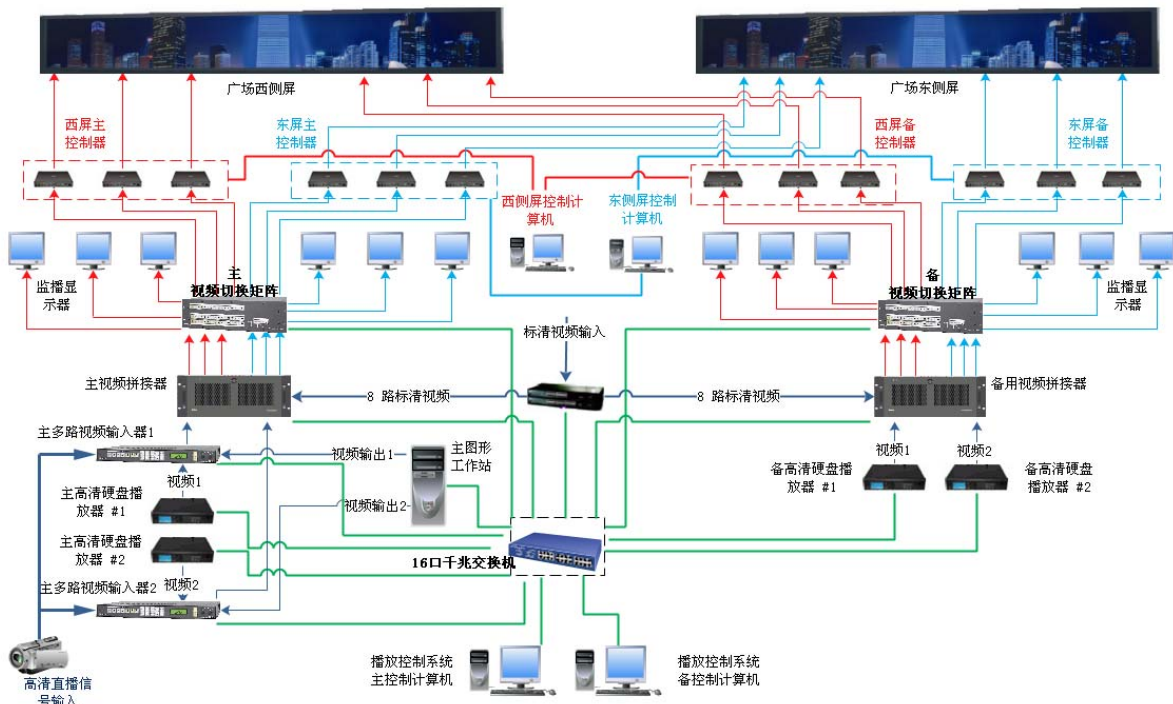 广场西侧屏
广场东侧屏
西屏主
控制器
东屏主
控制器
西屏备
控制器
东屏备
控制器
西侧屏控制计
算机
东侧屏控制
计算机
监播显
示器
主
视频切换矩阵
备
视频切换矩阵
监播显
示器
标清视频输入
主视频拼接器
8 路标清视频
8 路标清视频
备用视频拼接器
主多路视频输入器1
视频输出1
主图形
工作站
视频1
视频2
视频1
主高清硬盘播
放器 #1
备高清硬盘播
放器 #1
备高清硬盘
播放器 #2
视频输出2
主高清硬盘播
放器 #2
16口千兆交换机
视频2
主多路视频输入器2
高清直播信
号输入
播放控制系统
主控制计算机
播放控制系统
备控制计算机